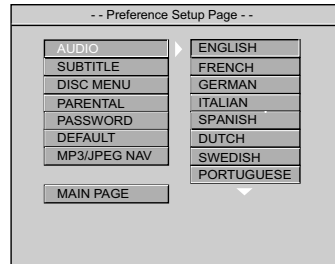 - - Preference Setup Page - -
AUDIO
SUBTITLE
DISC MENU
PARENTAL
PASSWORD
DEFAULT
MP3/JPEG NAV
MAIN PAGE
ENGLISH
FRENCH
GERMAN
ITALIAN
SPANISH
DUTCH
SWEDISH
PORTUGUESE